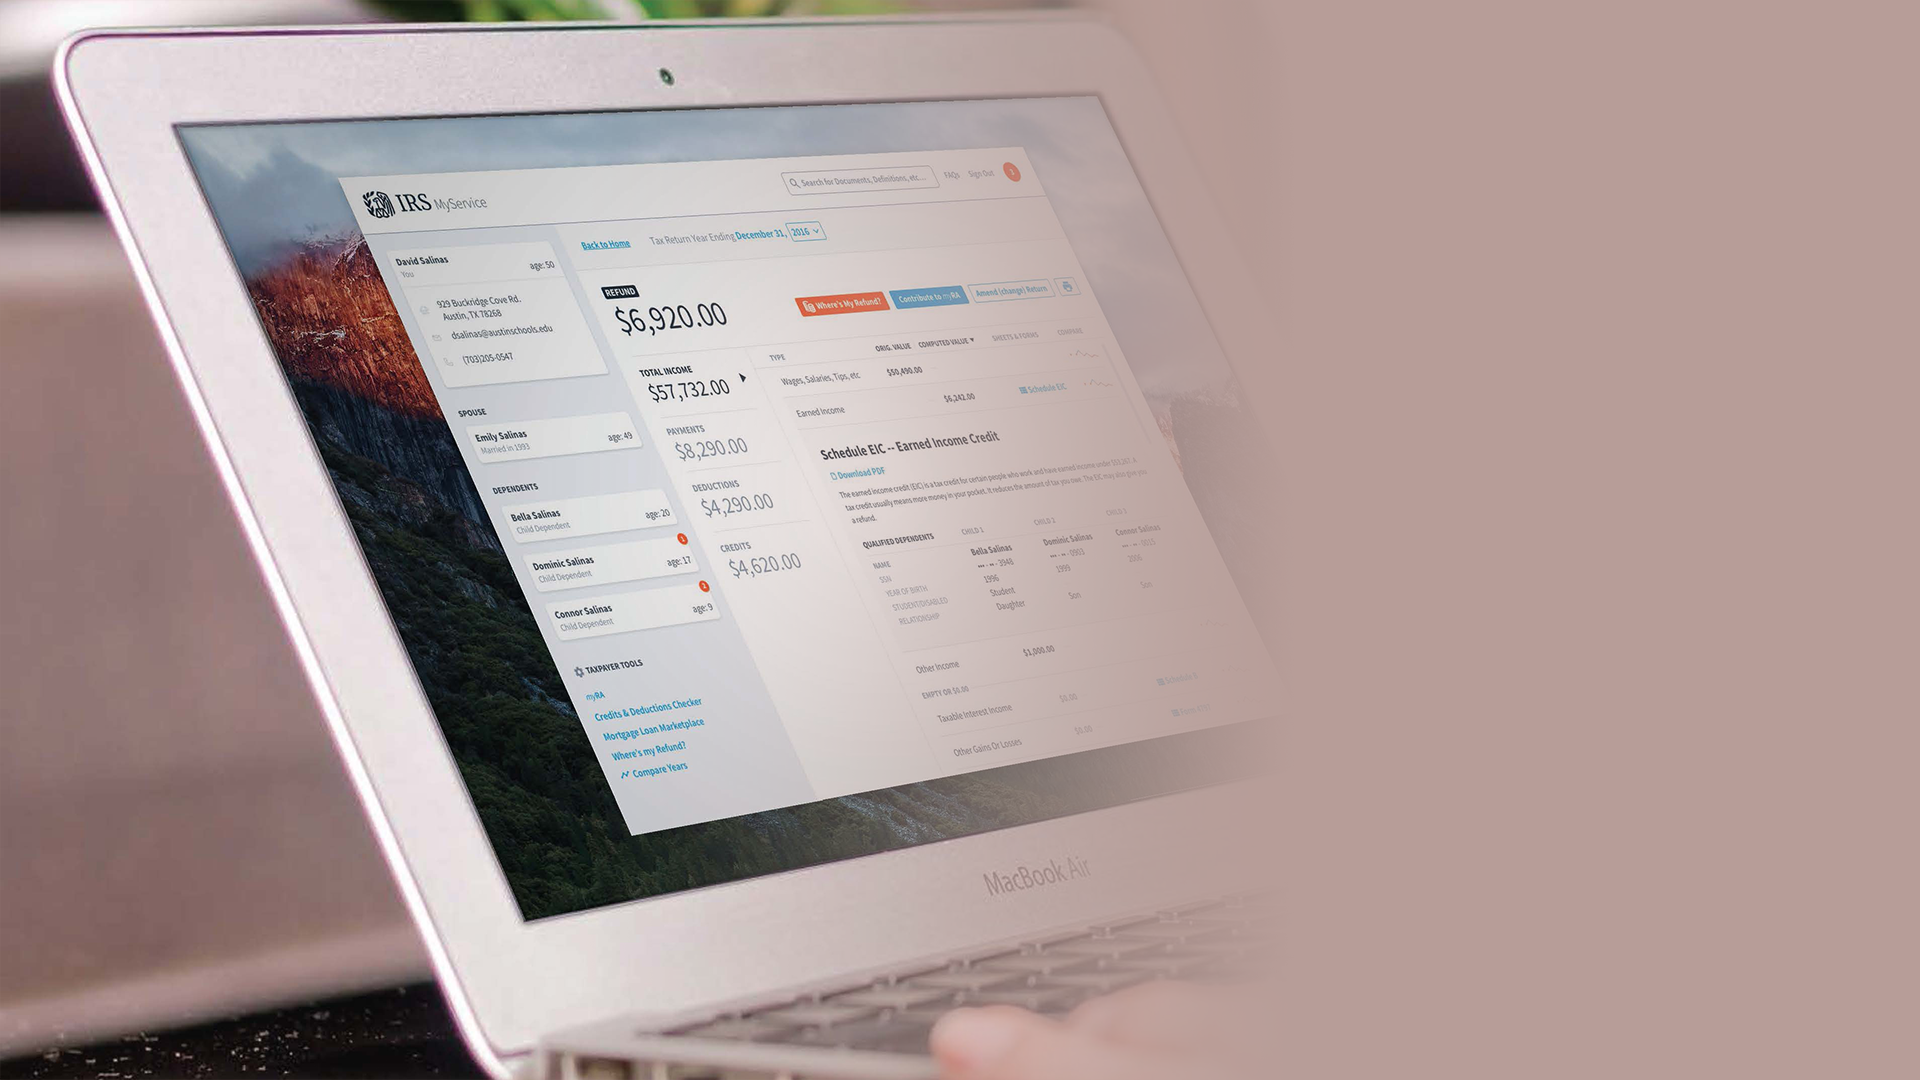 IRS MyService
Search for Documents, Definitions, etc...
FAQs
Sign Out
Back to Home
Tax Return Year Ending December 31, 2016
David Salinas
You
age: 50
929 Buckridge Cove Rd.
Austin, TX 78268
dsalinas@austinschools.edu
(703)205-0547
SPOUSE
Emily Salinas
Married in 1993
age: 49
DEPENDENTS
Bella Salinas
Child Dependent
age: 20
Dominic Salinas
Child Dependent
age: 17
1
Connor Salinas
Child Dependent
age: 9
TAXPAYER TOOLS
myRA
Credits & Deductions Checker
Mortgage Loan Marketplace
Where's my Refund?
Compare Years
REFUND
$6,920.00
Where's My Refund?
Contribute to myRA
Amend (change) Return
TOTAL INCOME
$57,732.00
PAYMENTS
$8,290.00
DEDUCTIONS
$4,290.00
CREDITS
$4,620.00
TYPE
ORIG. VALUE
COMPUTED VALUE
SHEETS & FORMS
COMPARE
Wages, Salaries, Tips, etc
$50,490.00
Earned Income
$6,242.00
Schedule EIC
Schedule EIC -- Earned Income Credit
Download PDF
The earned income credit (EIC) is a tax credit for certain people who work and have earned income under
tax credit usually means more money in your pocket. It reduces the amount of tax you owe. The EIC may also give you
a refund.
QUALIFIED DEPENDENTS
CHILD 1
CHILD 2
CHILD 3
NAME
Bella Salinas
Dominic Salinas
Connor Salinas
SSN
••• - •• - 3948
••• - •• - 0903
YEAR OF BIRTH
1996
1999
STUDENT/DISABLED
Student
RELATIONSHIP
Daughter
Son
Son
Other Income
$1,000.00
EMPTY OR $0.00
Taxable Interest Income
$0.00
Other Gains Or Losses
$0.00
MacBook Air